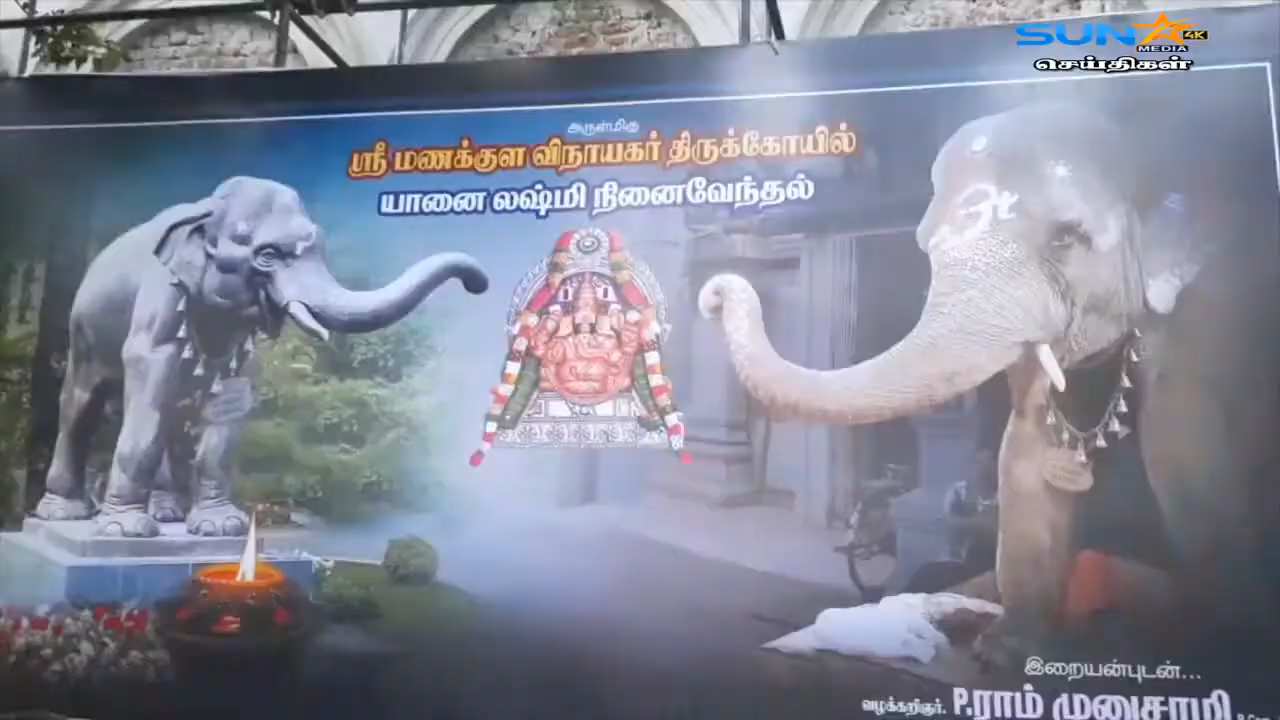 SUN 4K
MEDIA
செய்திகள்
அருள்மிகு
ஸ்ரீ மணக்குள விநாயகர் திருக்கோயில்
யானை லஷ்மி நினைவேந்தல்
இறையன்புடன்...
வழக்கறிஞர். P.ராம் முனுசாமி